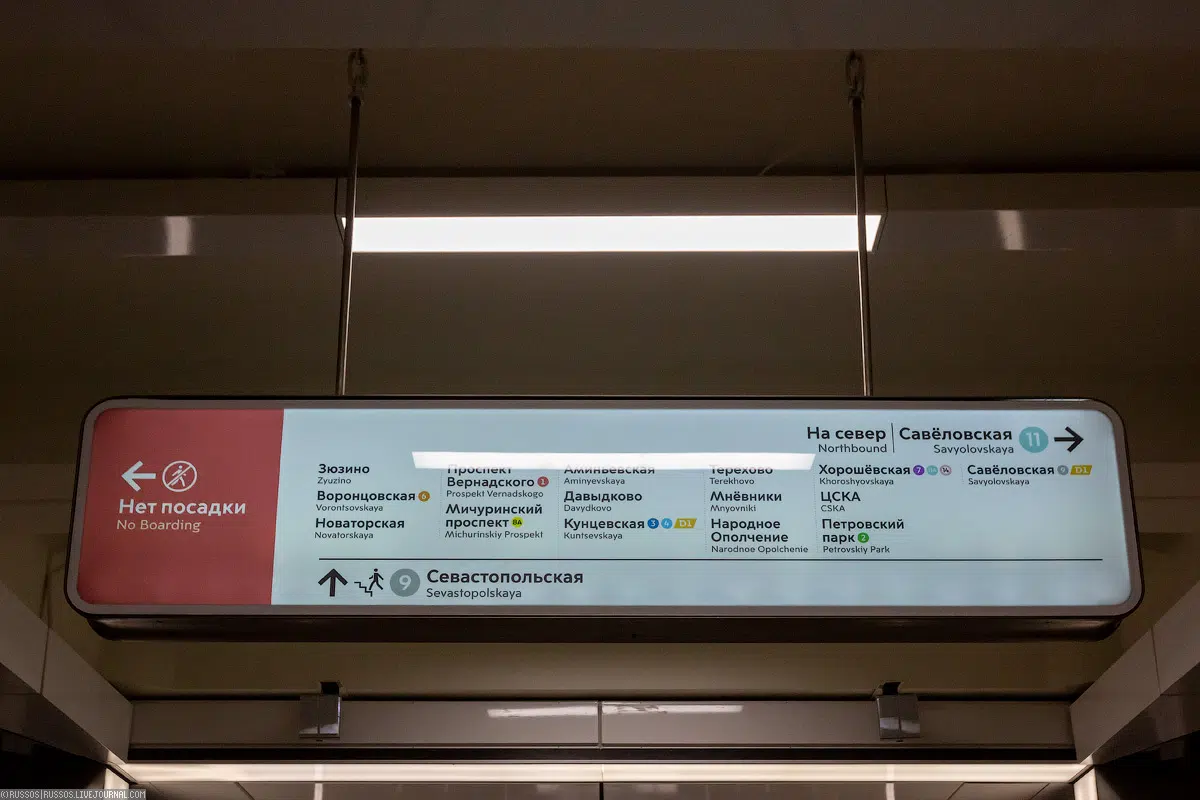 Нет посадки
No Boarding
На север
Northbound
Савёловская 11
Savyolovskaya
Зюзино
Zyuzino
Воронцовская 6
Vorontsovskaya
Новаторская
Novatorskaya
Проспект
Вернадского 1
Prospekt Vernadskogo
Мичуринский
проспект 8А
Michurinskiy Prospekt
Аминьевская
Aminyevskaya
Давыдково
Davydkovo
Кунцевская 3 4 D1
Kuntsevskaya
Терехово
Terekhovo
Мнёвники
Mnyovniki
Народное
Ополчение
Narodnoe Opolchenie
Хорошёвская 7 11А 14
Khoroshyovskaya
ЦСКА
CSKA
Петровский
парк 2
Petrovskiy Park
Савёловская 9 D1
Savyolovskaya
9 Севастопольская
Sevastopolskaya
©RUSSOS|RUSSOS.LIVEJOURNAL.COM